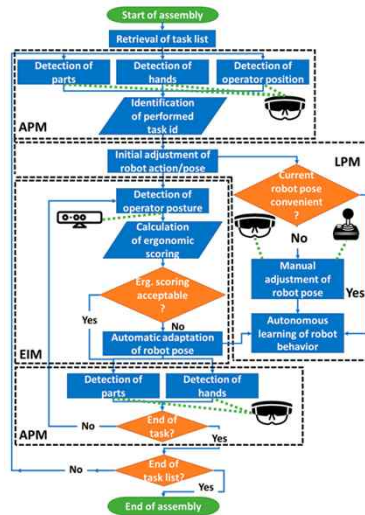 Start of assembly
Retrieval of task list
Detection of
parts
Detection of
hands
Detection of
operator position
Identification
of performed
task id
APM
Initial adjustment of
robot action/pose
LPM
Current
robot pose
convenient
?
No
Yes
Manual
adjustment of
robot pose
Autonomous
learning of robot
behavior
Detection of
operator posture
Calculation
of ergonomic
scoring
Erg. scoring
acceptable
?
Yes
No
Automatic adaptation
of robot pose
EIM
Detection of
parts
Detection of
hands
APM
End of
task?
No
Yes
End of
task list?
No
Yes
End of assembly